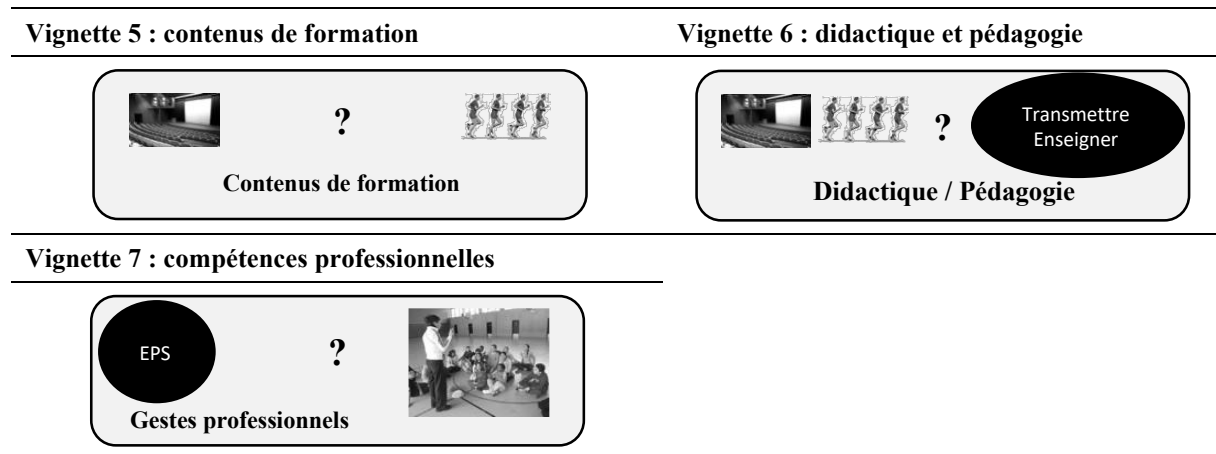 Vignette 5 : contenus de formation
Vignette 6 : didactique et pédagogie
?
Contenus de formation
?
Transmettre
Enseigner
Didactique / Pédagogie
Vignette 7 : compétences professionnelles
EPS
?
Gestes professionnels